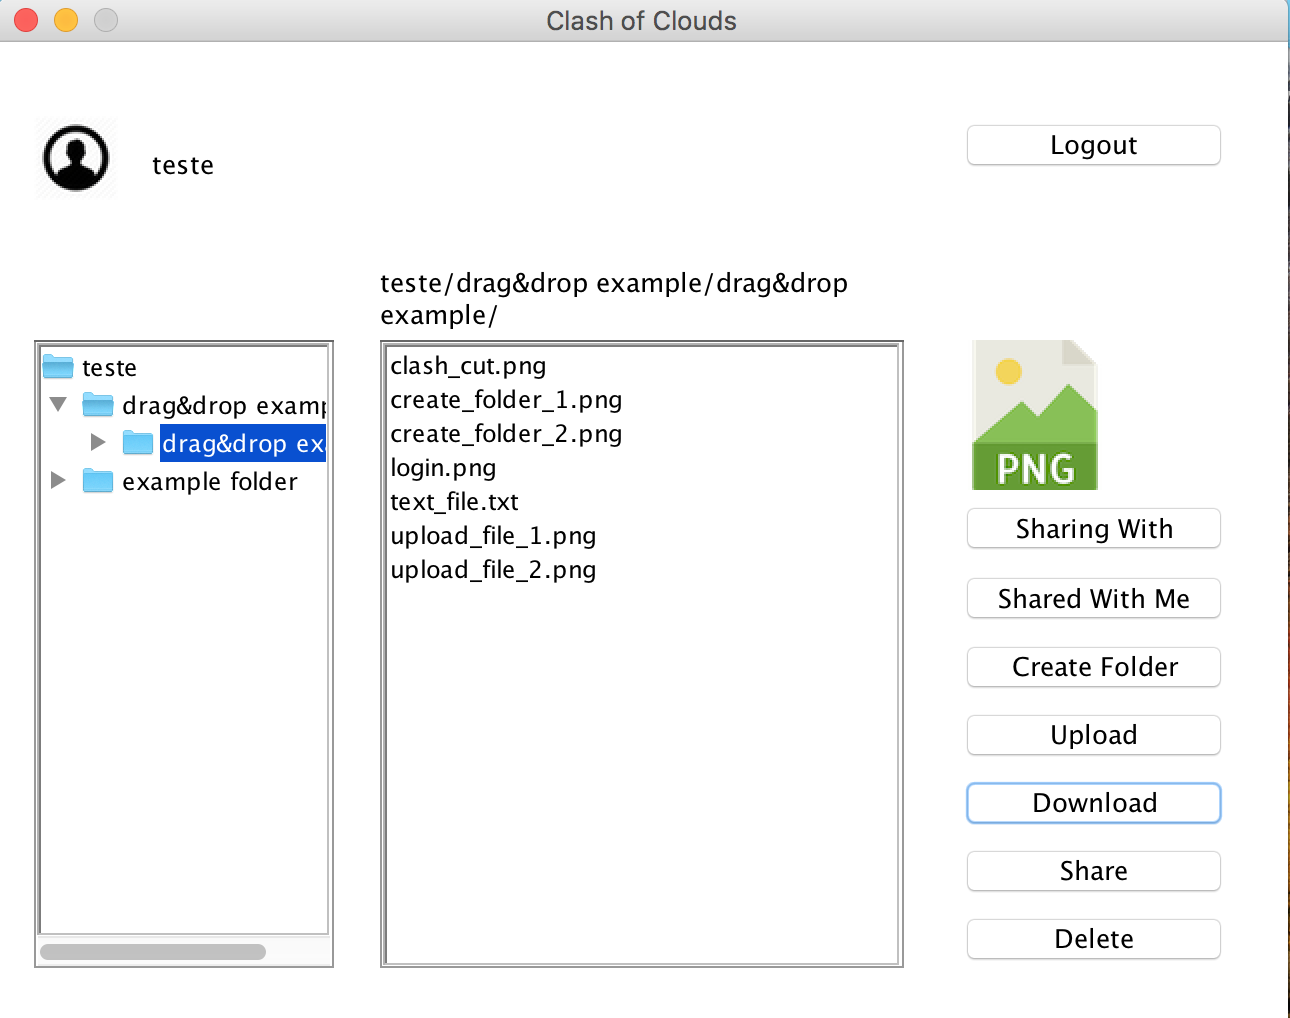 Clash of Clouds
teste
Logout
teste/drag&drop example/drag&drop
example/
teste
drag&drop examp
drag&drop ex
example folder
clash_cut.png
create_folder_1.png
create_folder_2.png
login.png
text_file.txt
upload_file_1.png
upload_file_2.png
PNG
Sharing With
Shared With Me
Create Folder
Upload
Download
Share
Delete